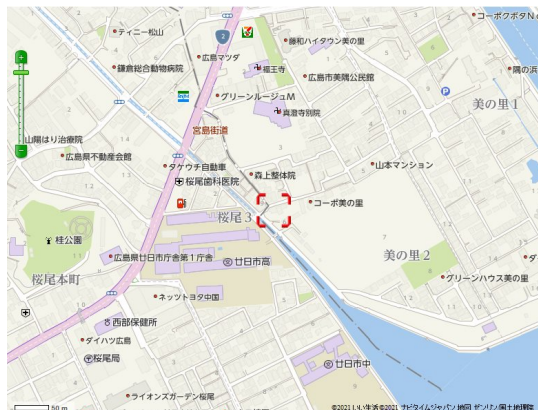 コーポクボタN
ティニー松山
2
広島マツダ
藤和ハイタウン美の里
鎌倉総合動物病院
福王寺
広島市美隅公民館
隅の浜
P
グリーンルージュM
真澄寺別院
美の里1
宮島街道
山陽はり治療院
広島県不動産会館
タケウチ自動車
森上整体院
山本マンション
桜尾歯科医院
コーポ美の里
桜尾3
桂公園
広島県廿日市庁舎第1庁舎
廿日市高
美の里2
桜尾本町
グリーンハウス美の里
ネッツトヨタ中国
西部保健所
ダイハツ広島
桜尾局
廿日市中
ライオンズガーデン桜尾
50 m
©2021 いい生活 ©2021 ナビタイムジャパン 地図 ゼンリン 国土地理院